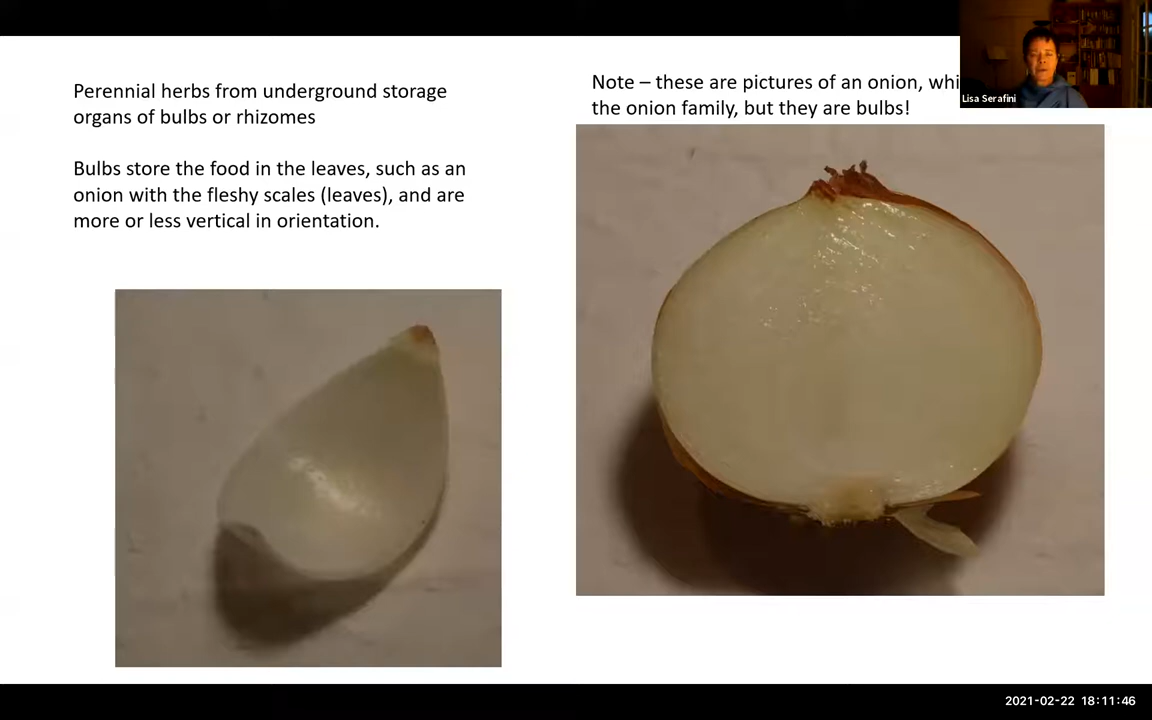 Perennial herbs from underground storage
organs of bulbs or rhizomes
Bulbs store the food in the leaves, such as an
onion with the fleshy scales (leaves), and are
more or less vertical in orientation.
Note – these are pictures of an onion,
the onion family, but they are bulbs!
Lisa Serafini
2021-02-22 18:11:46